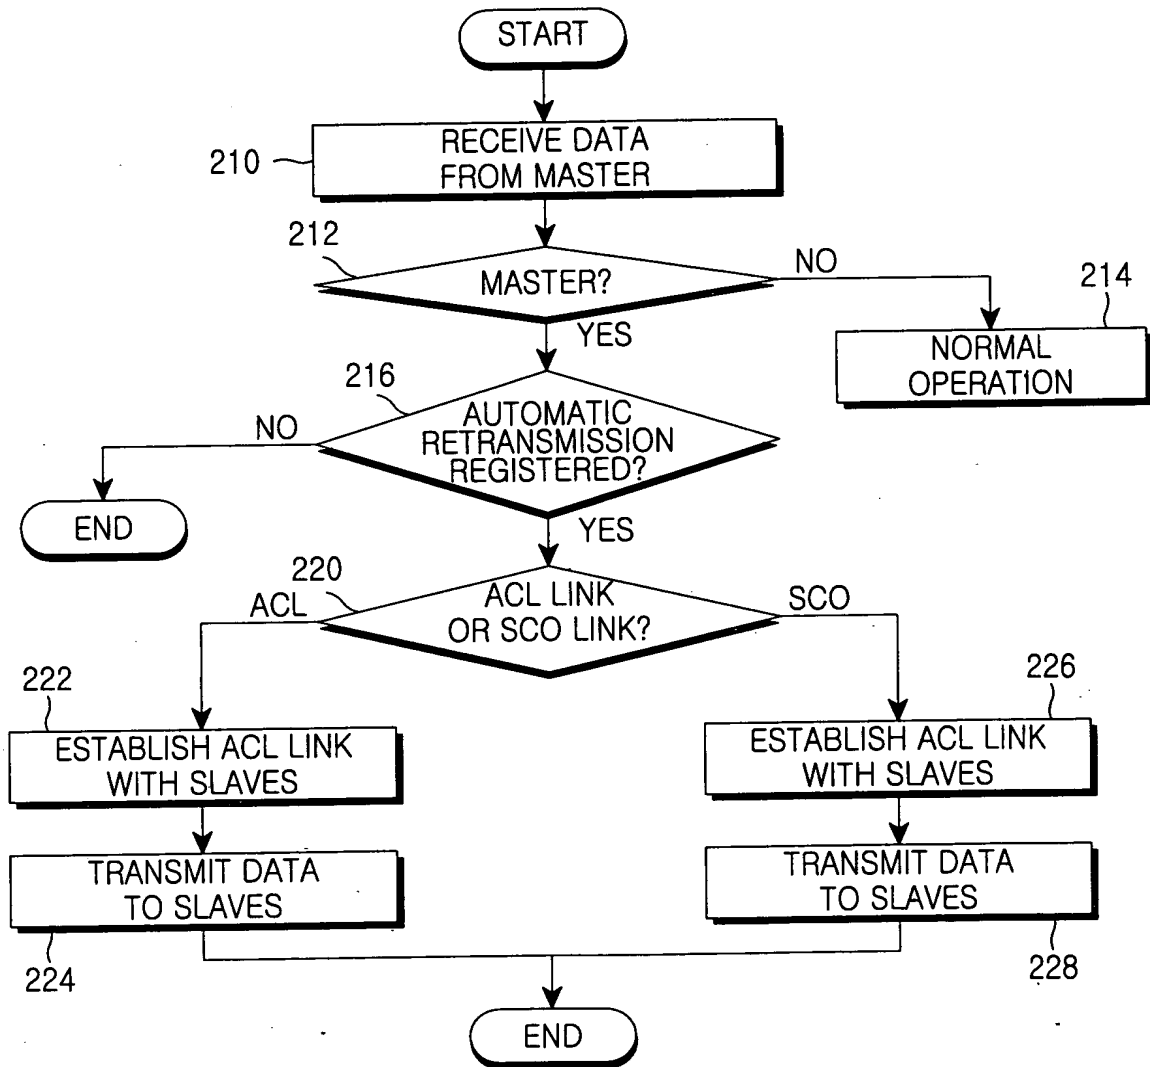 START
RECEIVE DATA
FROM MASTER
210
212
MASTER?
NO
214
YES
NORMAL
OPERATION
216
AUTOMATIC
RETRANSMISSION
REGISTERED?
NO
END
YES
220
ACL
ACL LINK
OR SCO LINK?
SCO
222
226
ESTABLISH ACL LINK
WITH SLAVES
ESTABLISH ACL LINK
WITH SLAVES
TRANSMIT DATA
TO SLAVES
TRANSMIT DATA
TO SLAVES
224
228
END